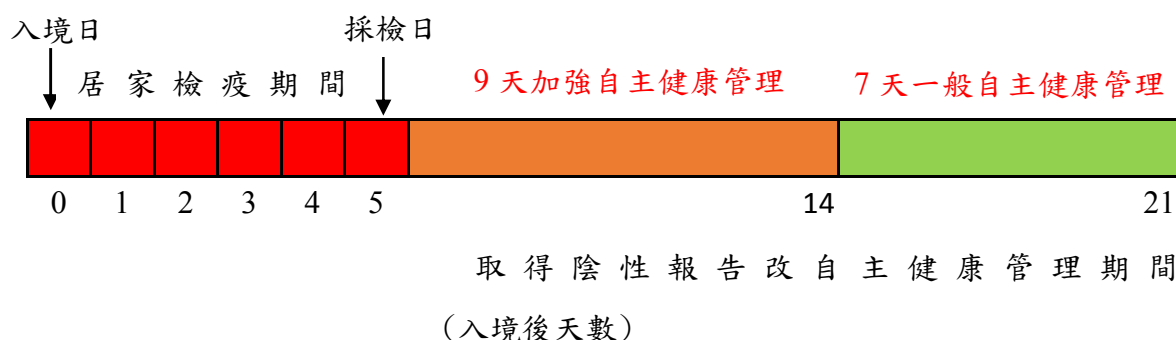 入境日 採檢日
居家檢疫期間 9天加強自主健康管理 7天一般自主健康管理
0 1 2 3 4 5 14 21
取得陰性報告改自主健康管理期間
(入境後天數)